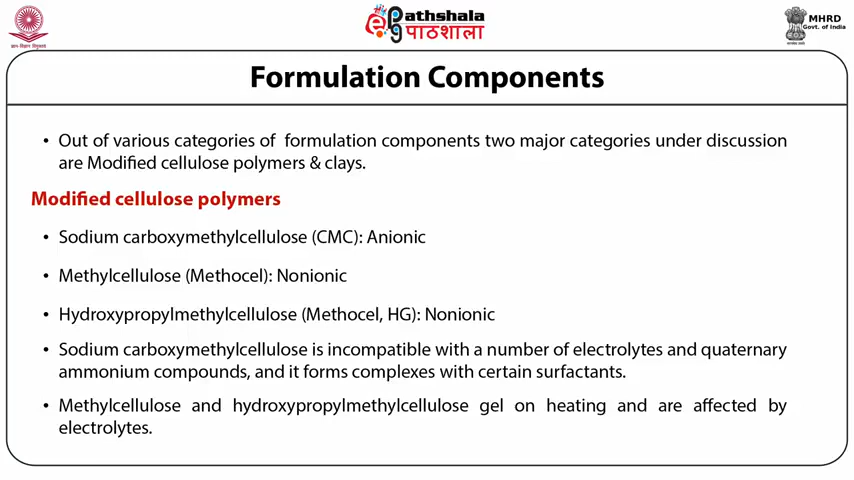 ज्ञान-विज्ञान विमुक्तये
e Pathshala
pg पाठशाला
MHRD
Govt. of India
Formulation Components
• Out of various categories of formulation components two major categories under discussion
are Modified cellulose polymers & clays.
Modified cellulose polymers
• Sodium carboxymethylcellulose (CMC): Anionic
• Methylcellulose (Methocel): Nonionic
• Hydroxypropylmethylcellulose (Methocel, HG): Nonionic
• Sodium carboxymethylcellulose is incompatible with a number of electrolytes and quaternary
ammonium compounds, and it forms complexes with certain surfactants.
• Methylcellulose and hydroxypropylmethylcellulose gel on heating and are affected by
electrolytes.